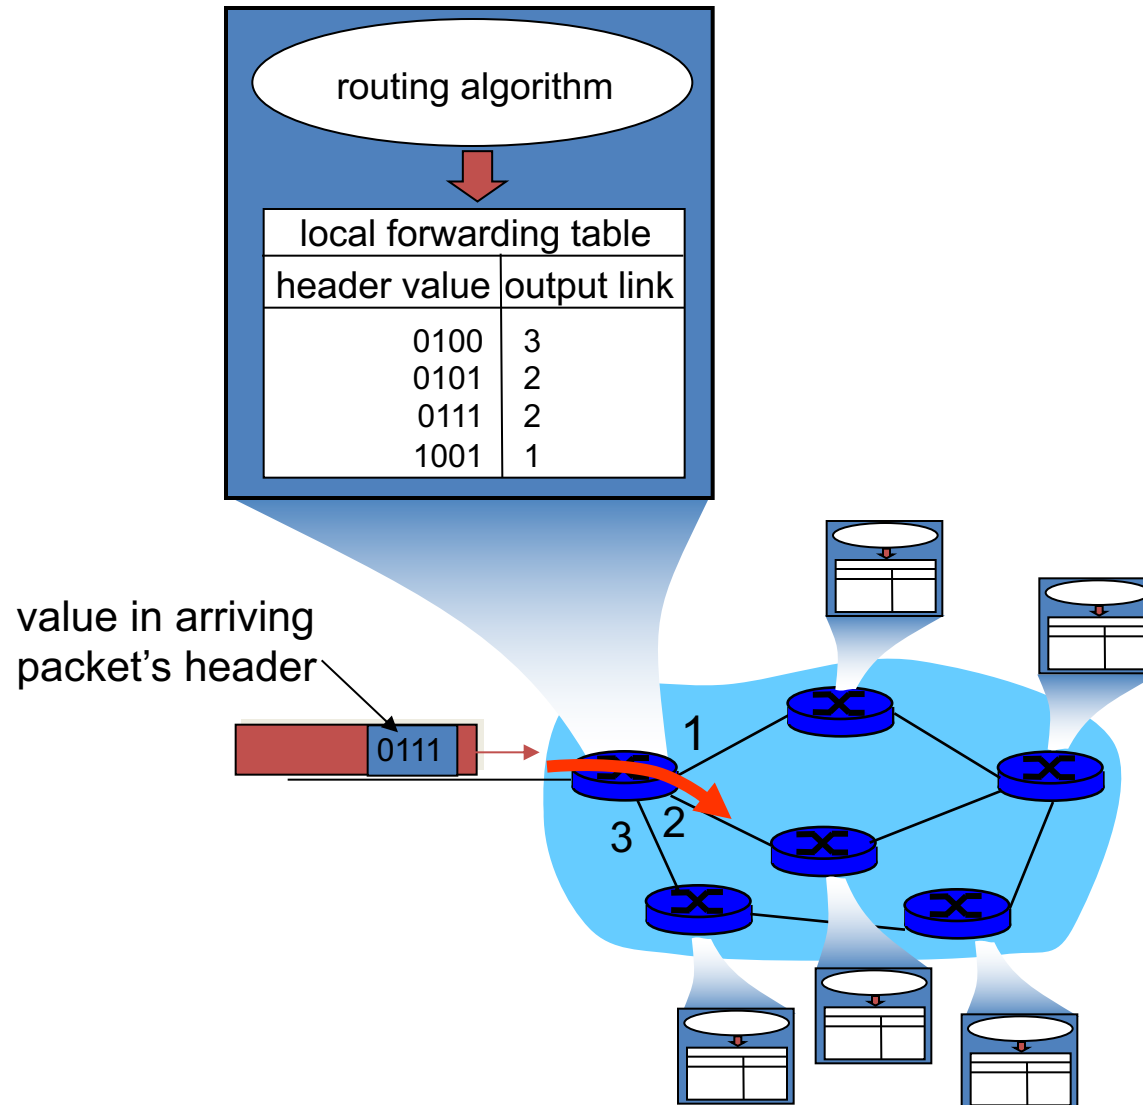 routing algorithm
local forwarding table
header value output link
0100 3
0101 2
0111 2
1001 1
value in arriving
packet’s header
0111
1
2
3